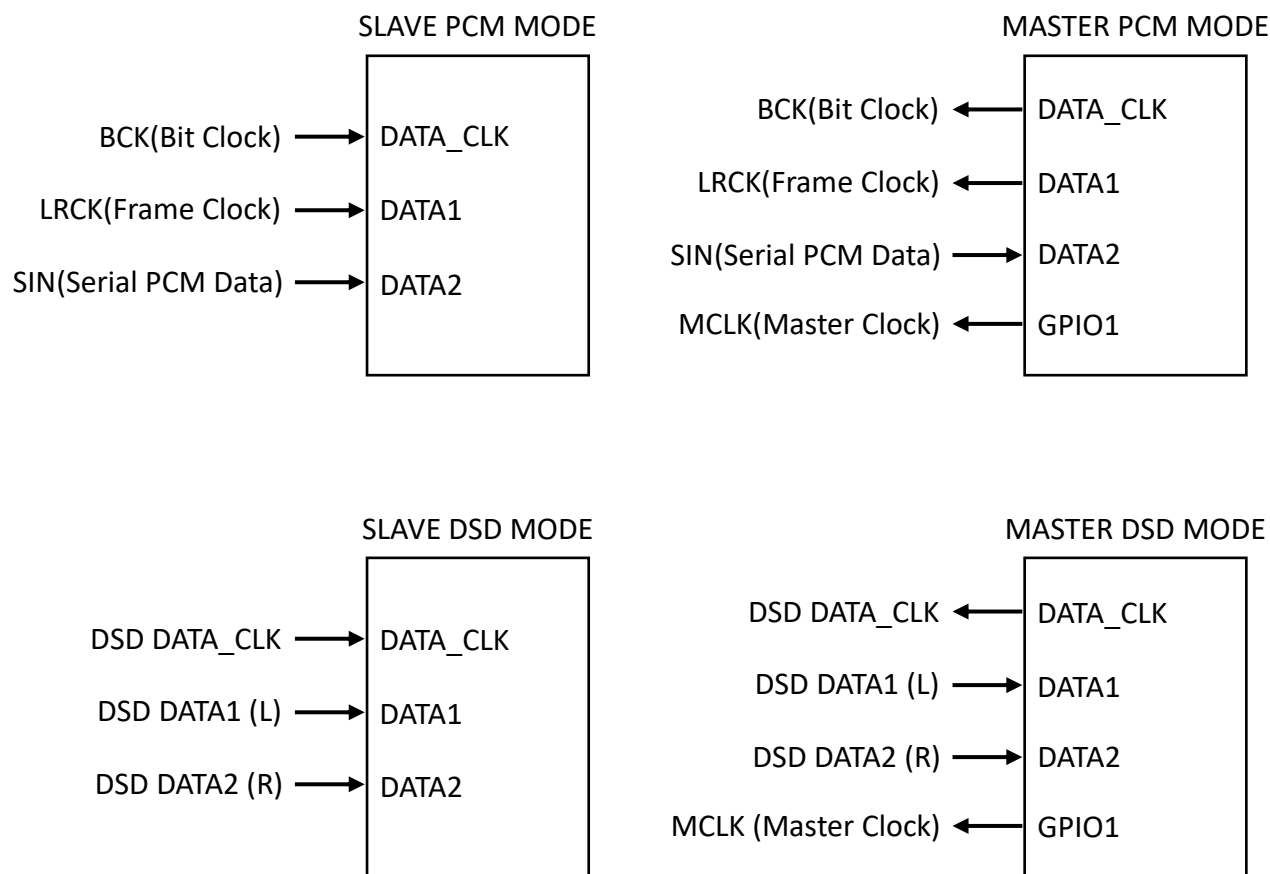 SLAVE PCM MODE
BCK(Bit Clock)
DATA_CLK
LRCK(Frame Clock)
DATA1
SIN(Serial PCM Data)
DATA2
MASTER PCM MODE
BCK(Bit Clock)
DATA_CLK
LRCK(Frame Clock)
DATA1
SIN(Serial PCM Data)
DATA2
MCLK(Master Clock)
GPIO1
SLAVE DSD MODE
DSD DATA_CLK
DATA_CLK
DSD DATA1 (L)
DATA1
DSD DATA2 (R)
DATA2
MASTER DSD MODE
DSD DATA_CLK
DATA_CLK
DSD DATA1 (L)
DATA1
DSD DATA2 (R)
DATA2
MCLK (Master Clock)
GPIO1